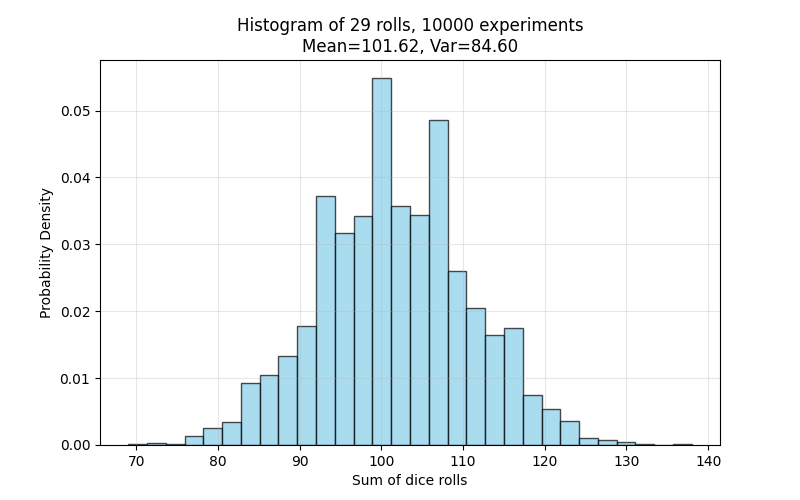 Histogram of 29 rolls, 10000 experiments
Mean=101.62, Var=84.60
Probability Density
0.05
0.04
0.03
0.02
0.01
0.00
70 80 90 100 110 120 130 140
Sum of dice rolls